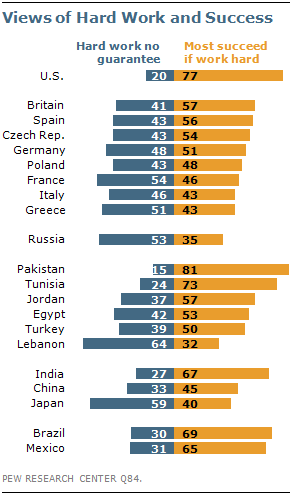 Views of Hard Work and Success
Hard work no guarantee
Most succeed if work hard
U.S. 20 77
Britain 41 57
Spain 43 56
Czech Rep. 43 54
Germany 48 51
Poland 43 48
France 54 46
Italy 46 43
Greece 51 43
Russia 53 35
Pakistan 15 81
Tunisia 24 73
Jordan 37 57
Egypt 42 53
Turkey 39 50
Lebanon 64 32
India 27 67
China 33 45
Japan 59 40
Brazil 30 69
Mexico 31 65
PEW RESEARCH CENTER Q84.